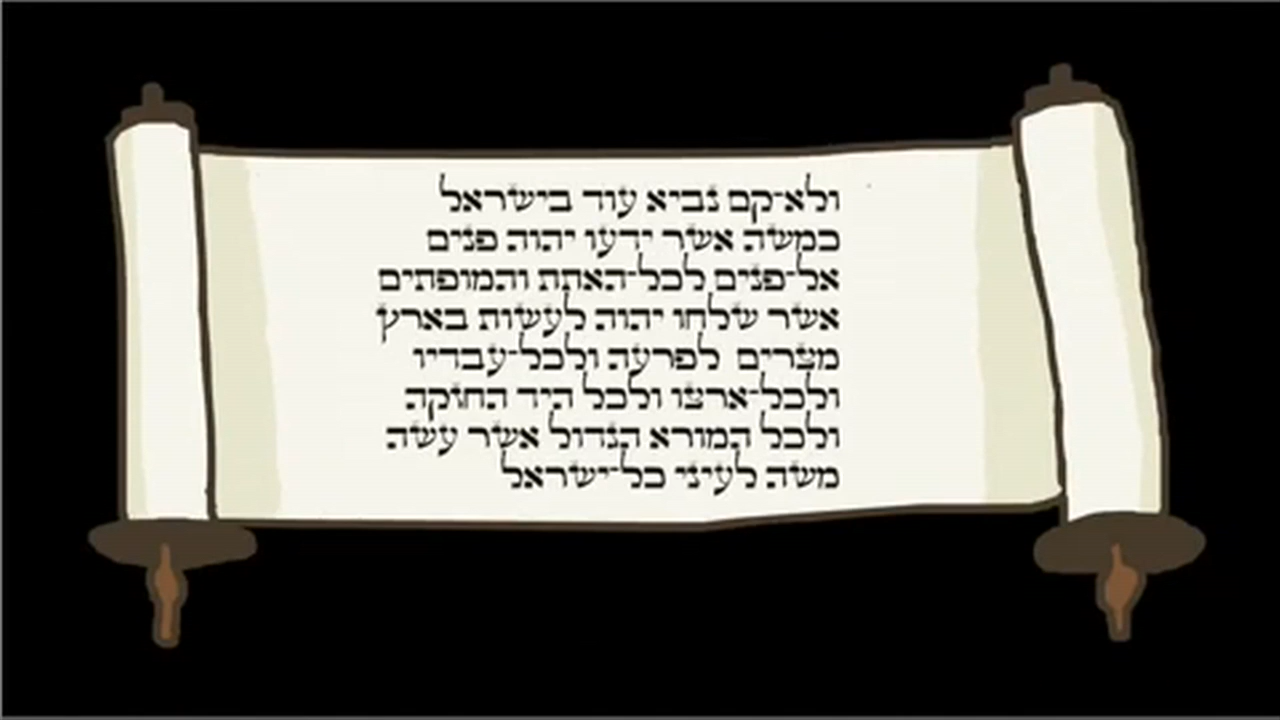 ולא־קם נביא עוד בישראל
כמשה אשר ידעו יהוה פנים
אל־פנים לכל־האתת והמופתים
אשר שלחו יהוה לעשות בארץ
מצרים לפרעה ולכל־עבדיו
ולכל־ארצו ולכל היד החזקה
ולכל המורא הגדול אשר עשה
משה לעיני כל־ישראל